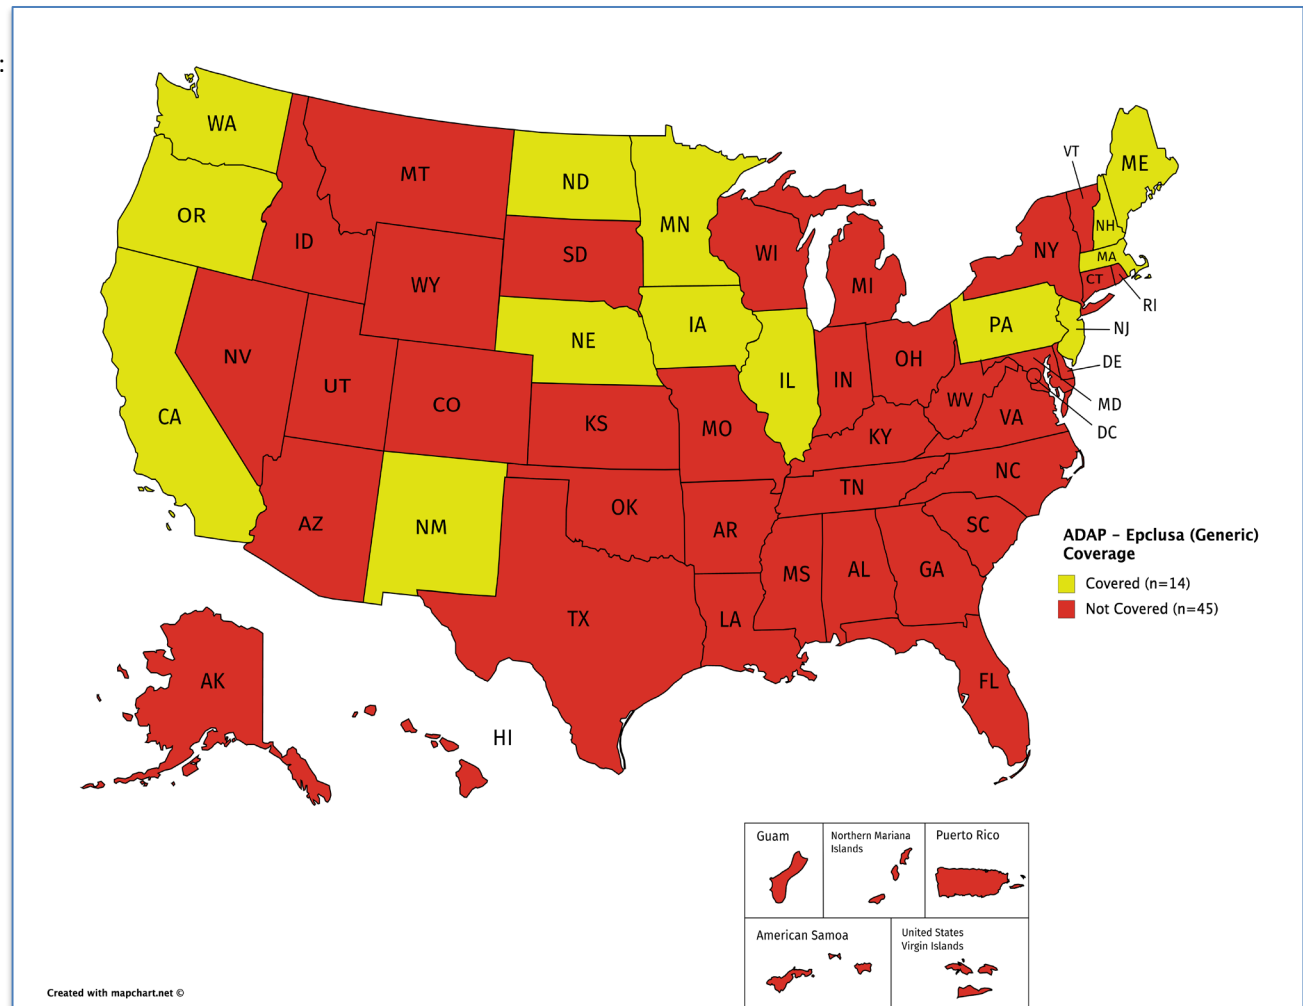 :
WA
MT
ND
MN
OR
ID
SD
WI
MI
WY
NE
IA
NV
UT
CO
IL
IN
OH
PA
NY
VT
NH
ME
MA
CT
RI
NJ
DE
MD
DC
WV
VA
CA
KS
MO
KY
NC
TN
AZ
NM
OK
AR
SC
MS
AL
GA
TX
LA
FL
AK
HI
ADAP – Epclusa (Generic)
Coverage
Covered (n=14)
Not Covered (n=45)
Guam
Northern Mariana
Islands
Puerto Rico
American Samoa
United States
Virgin Islands
Created with mapchart.net ©